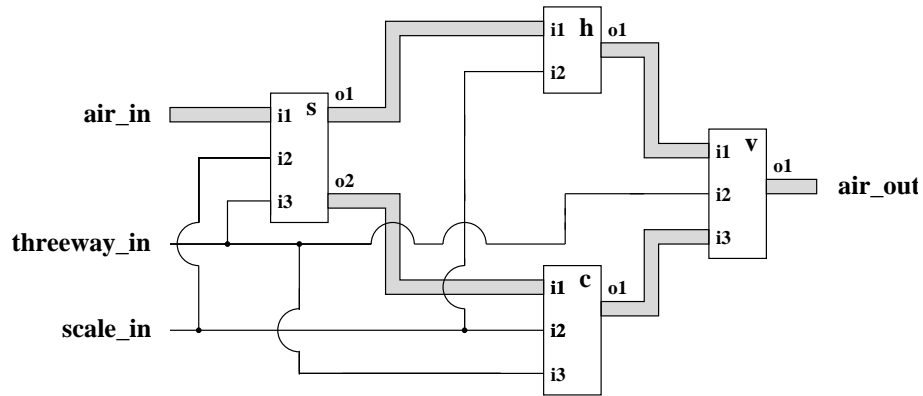 i1 h o1
i2
s o1
air_in i1
i2
o2
i3
v
i1 o1
i2 air_out
i3
threeway_in
c
i1 o1
scale_in i2
i3